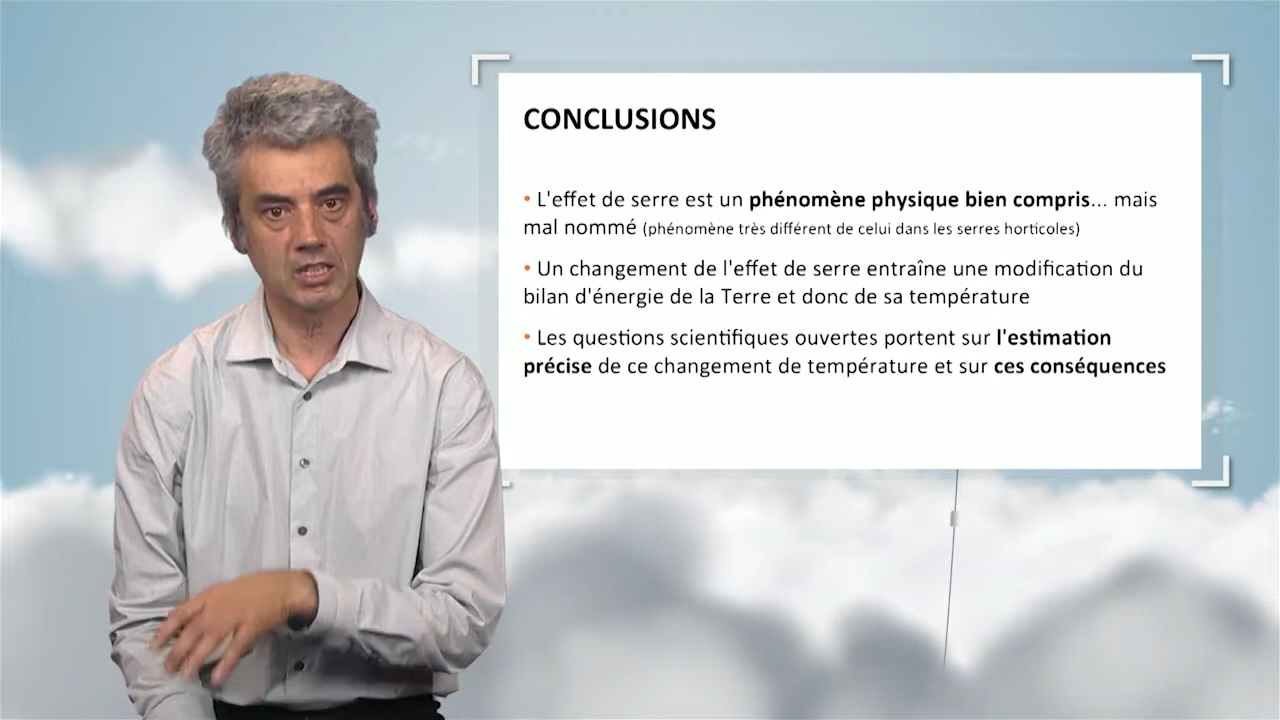 CONCLUSIONS
• L'effet de serre est un phénomène physique bien compris... mais
mal nommé (phénomène très différent de celui dans les serres horticoles)
• Un changement de l'effet de serre entraîne une modification du
bilan d'énergie de la Terre et donc de sa température
• Les questions scientifiques ouvertes portent sur l'estimation
précise de ce changement de température et sur ces conséquences